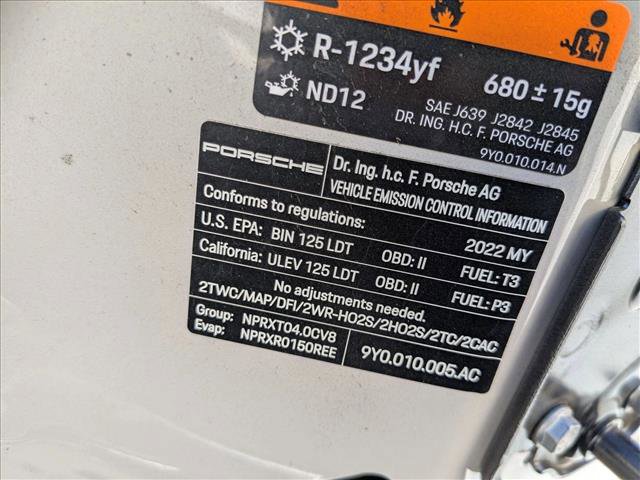 R-1234yf 680 ± 15g
ND12
SAE J639 J2842 J2845
DR. ING. H.C. F. PORSCHE AG
9Y0.010.014.N
PORSCHE
Dr. Ing. h.c. F. Porsche AG
VEHICLE EMISSION CONTROL INFORMATION
Conforms to regulations: 2022 MY
U.S. EPA: BIN 125 LDT OBD: II FUEL: T3
California: ULEV 125 LDT OBD: II FUEL: P3
No adjustments needed.
2TWC/MAP/DFI/2WR-HO2S/2HO2S/2TC/2CAC
Group: NPRXT04.0CV8
Evap: NPRXR0150REE
9Y0.010.005.AC